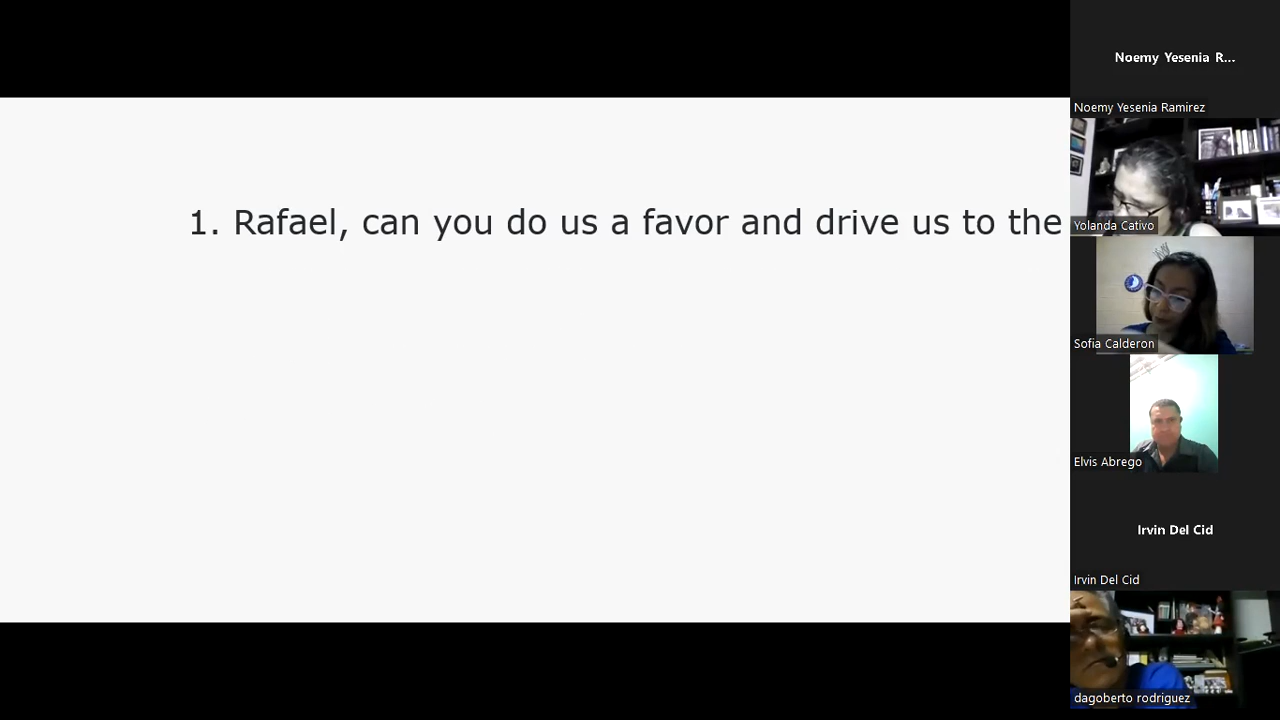 1. Rafael, can you do us a favor and drive us to the
Noemy Yesenia R...
Noemy Yesenia Ramirez
Yolanda Cativo
Sofia Calderon
Elvis Abrego
Irvin Del Cid
Irvin Del Cid
dagoberto rodriguez